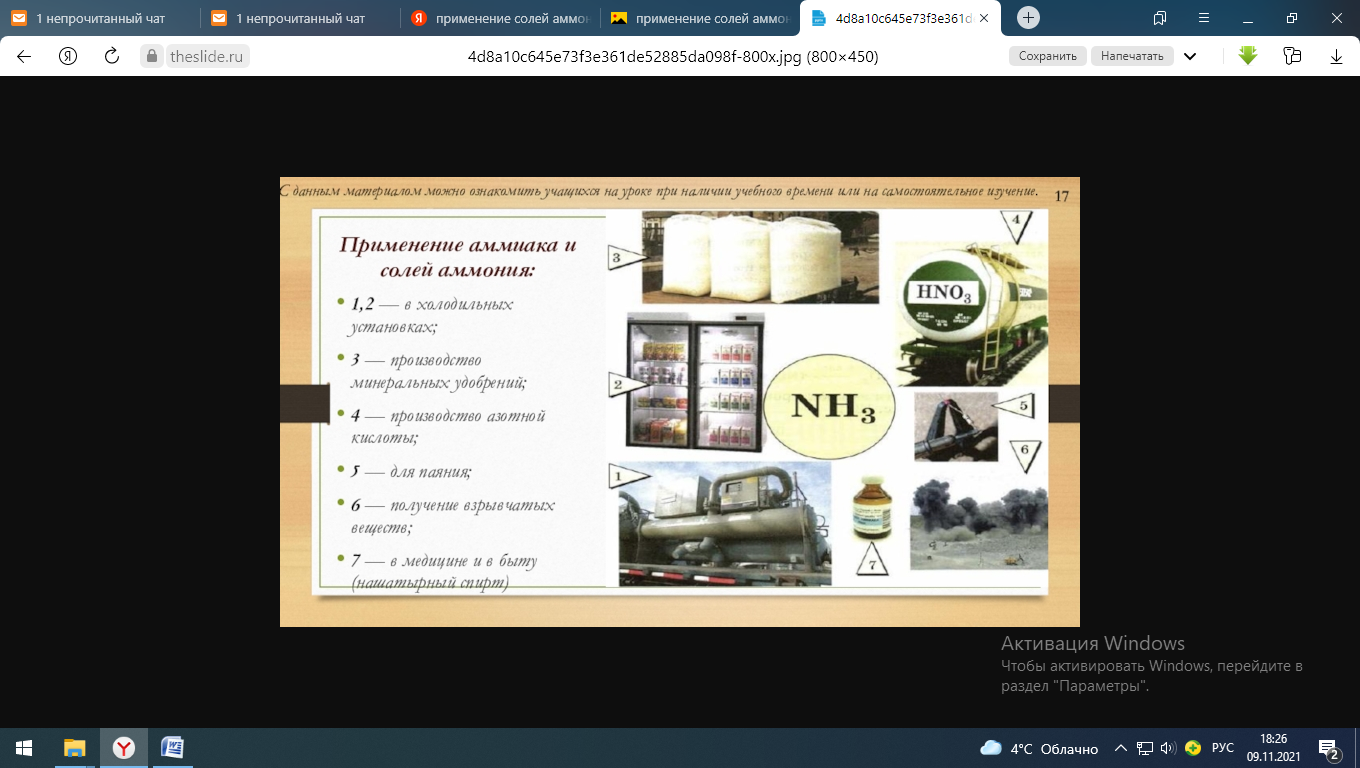 1 непрочитанный чат
1 непрочитанный чат
применение солей аммон
применение солей аммон
4d8a10c645e73f3e361d
theslide.ru
4d8a10c645e73f3e361de52885da098f-800x.jpg (800×450)
Сохранить
Напечатать
С данным материалом можно ознакомить учащихся на уроке при наличии учебного времени или на самостоятельное изучение.
17
Применение аммиака и
солей аммония:
• 1,2 — в холодильных
установках;
• 3 — производство
минеральных удобрений;
• 4 — производство азотной
кислоты;
• 5 — для паяния;
• 6 — получение взрывчатых
веществ;
• 7 — в медицине и в быту
(нашатырный спирт)
3
4
HNO₃
2
NH₃
5
6
1
7
Активация Windows
Чтобы активировать Windows, перейдите в
раздел "Параметры".
4°C Облачно
РУС
18:26
09.11.2021
2